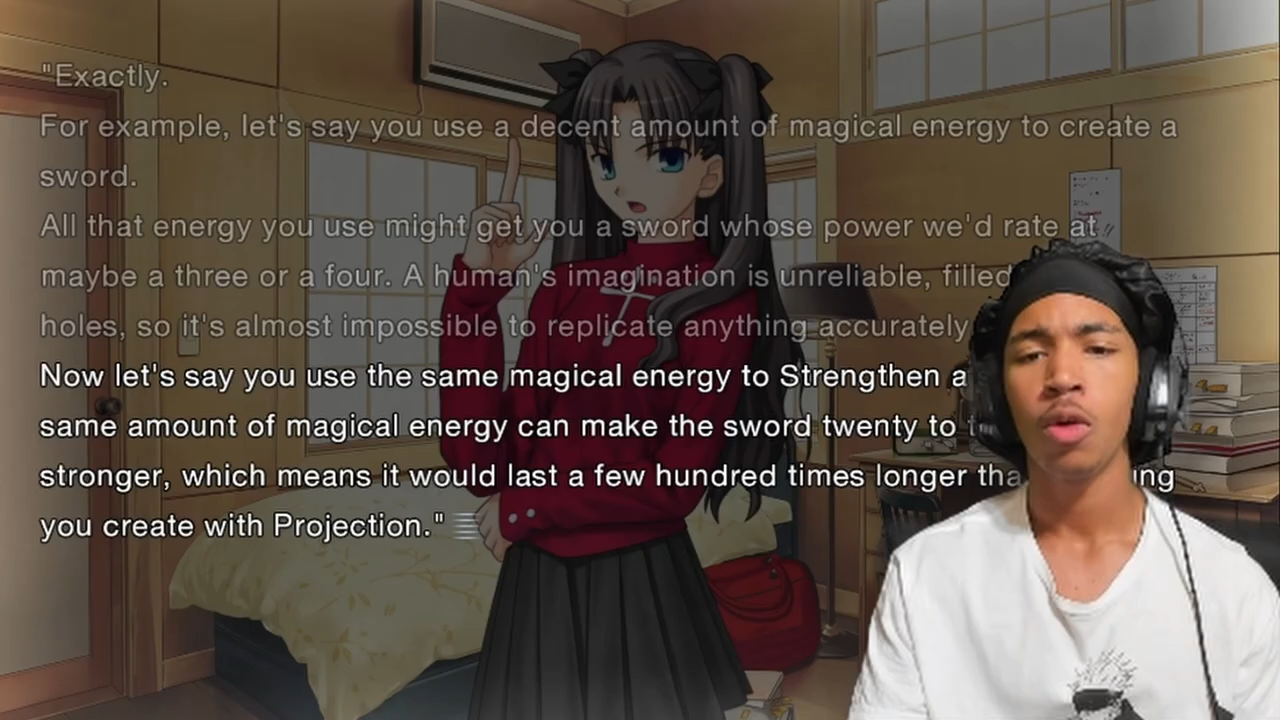 "Exactly.
For example, let's say you use a decent amount of magical energy to create a
sword.
All that energy you use might get you a sword whose power we'd rate at
maybe a three or a four. A human's imagination is unreliable, filled
holes, so it's almost impossible to replicate anything accurately
Now let's say you use the same magical energy to Strengthen a
same amount of magical energy can make the sword twenty to
stronger, which means it would last a few hundred times longer
you create with Projection."